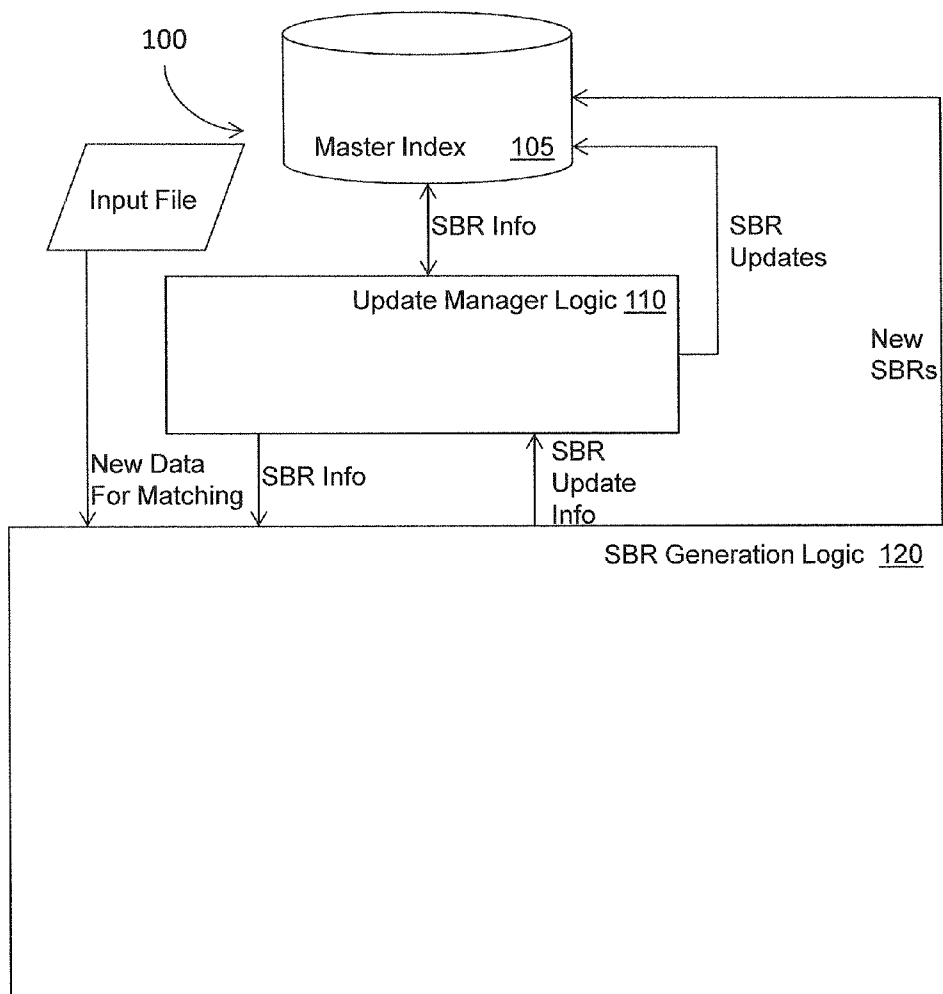 100
Master Index 105
Input File
SBR Info
SBR
Updates
Update Manager Logic 110
New
SBRs
New Data
For Matching
SBR Info
SBR
Update
Info
SBR Generation Logic 120